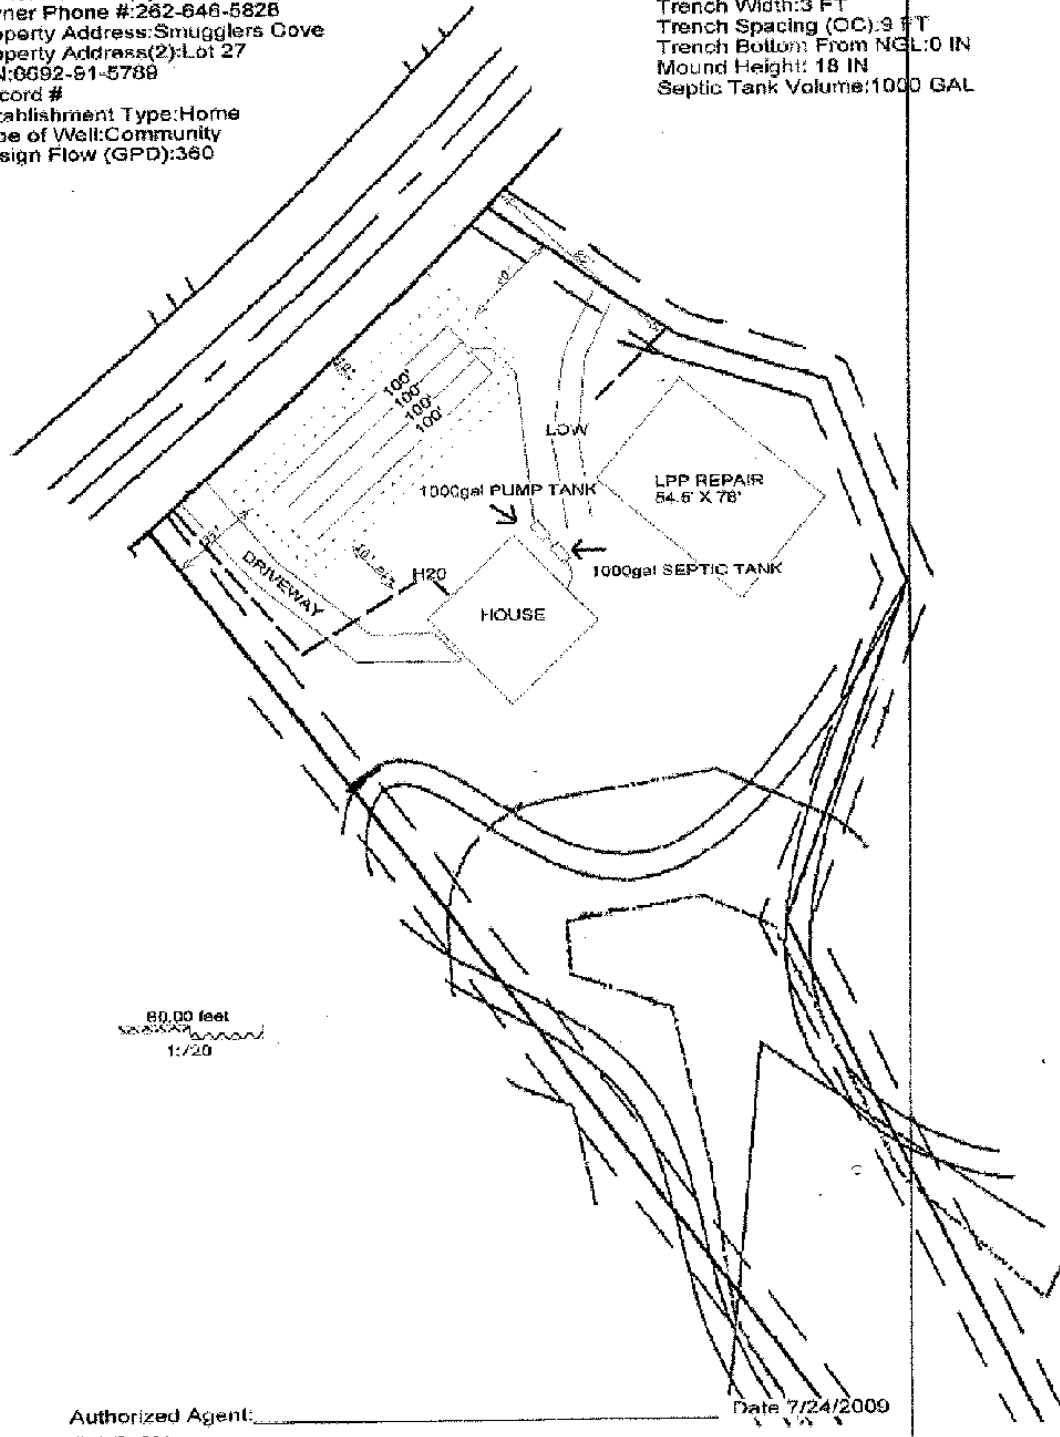 ner Phone #:262-646-5828
perty Address:Smugglers Cove
perty Address(2):Lot 27
N:6692-91-5789
cord #
tablishment Type:Home
pe of Well:Community
sign Flow (GPD):360
Trench Width:3 FT
Trench Spacing (OC):9 FT
Trench Bottom From NGL:0 IN
Mound Height: 18 IN
Septic Tank Volume:1000 GAL
100'
100'
100'
100'
LOW
LPP REPAIR
54.5' X 78'
1000gal PUMP TANK
1000gal SEPTIC TANK
H20
DRIVEWAY
HOUSE
60.00 feet
1:720
Authorized Agent:
Date 7/24/2009